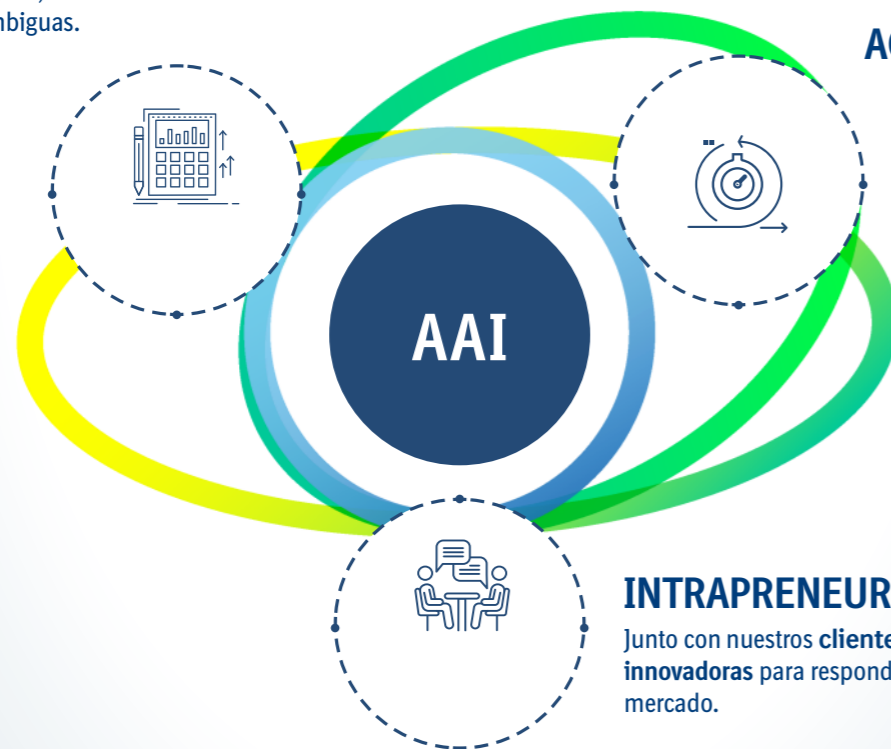 mbiguas.
AAI
INTRAPRENEUR
Junto con nuestros cliente
innovadoras para respond
mercado.